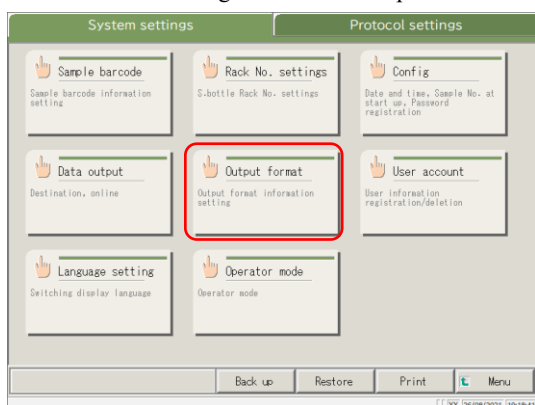 System settings
Protocol settings
Sample barcode
Sample barcode information
setting
Rack No. settings
S.bottle Rack No. settings
Config
Date and time, Sample No. at
start up, Password
registration
Data output
Destination, online
Output format
Output format information
setting
User account
User information
registration/deletion
Language setting
Switching display language
Operator mode
Operator mode
Back up
Restore
Print
Menu